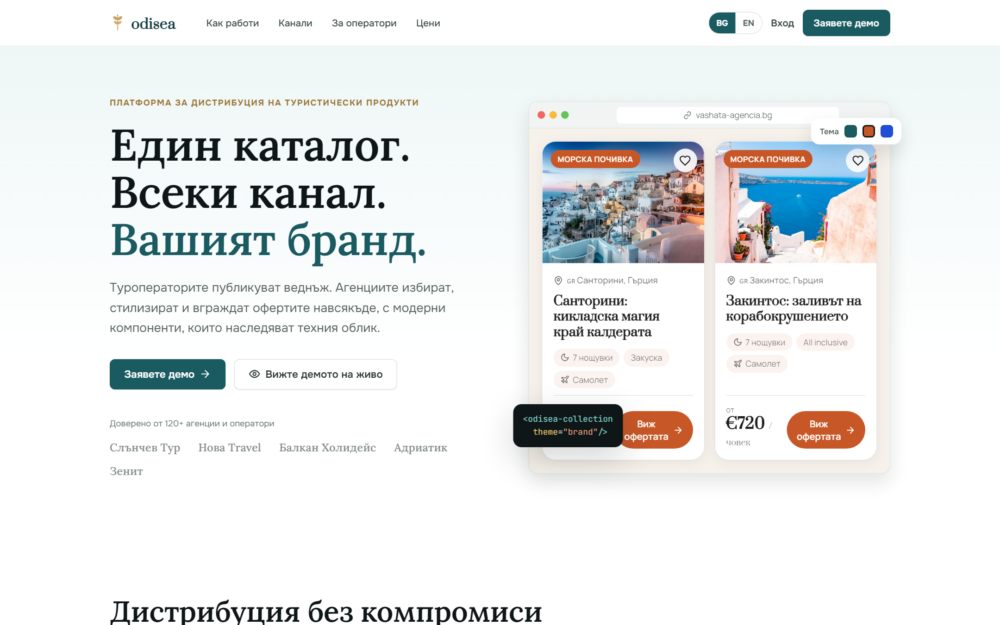 odisea
Как работи
Канали
За оператори
Цени
BG
EN
Вход
Заявете демо
ПЛАТФОРМА ЗА ДИСТРИБУЦИЯ НА ТУРИСТИЧЕСКИ ПРОДУКТИ
Един каталог.
Всеки канал.
Вашият бранд.
Туроператорите публикуват веднъж. Агенциите избират,
стилизират и вграждат офертите навсякъде, с модерни
компоненти, които наследяват техния облик.
Заявете демо
Вижте демото на живо
Доверено от 120+ агенции и оператори
Слънчев Тур
Нова Travel
Балкан Холидейс
Адриатик
Зенит
vashata-agencia.bg
Тема
МОРСКА ПОЧИВКА
GR Санторини, Гърция
Санторини:
кикладска магия
край калдерата
7 нощувки
Закуска
Самолет
<odisea-collection
theme="brand"/>
Виж
офертата
МОРСКА ПОЧИВКА
GR Закинтос, Гърция
Закинтос: заливът на
корабокрушението
7 нощувки
All inclusive
Самолет
от
€720 /
човек
Виж
офертата
Дистрибуция без компромиси